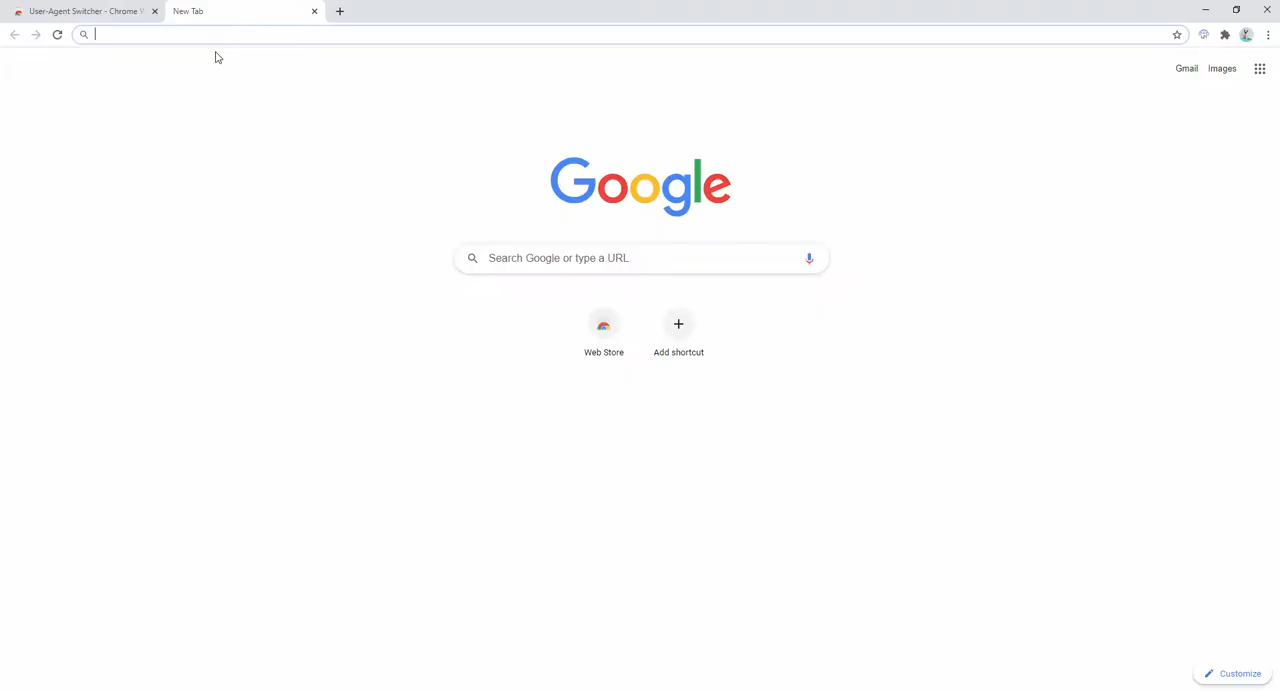 User-Agent Switcher - Chrome
New Tab
Gmail
Images
Google
Search Google or type a URL
Web Store
Add shortcut
Customize